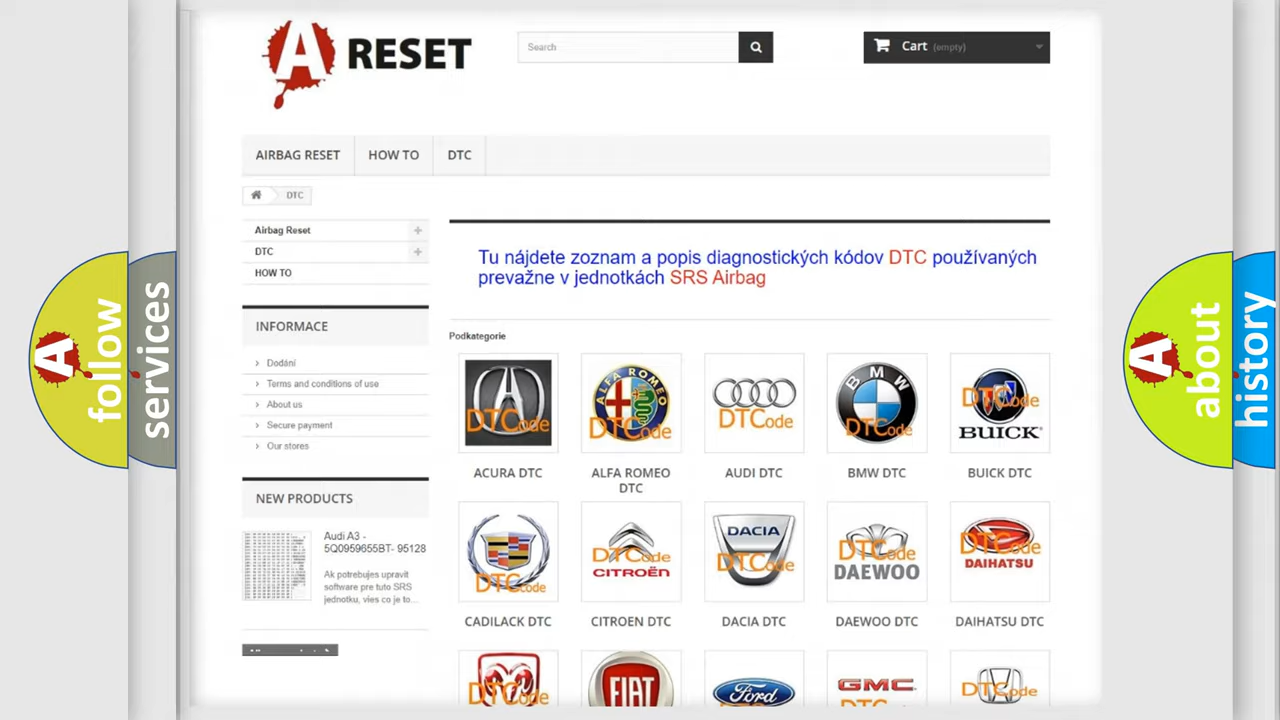 A RESET
Search
Cart (empty)
AIRBAG RESET
HOW TO
DTC
DTC
Airbag Reset
DTC
HOW TO
INFORMACE
Dodání
Terms and conditions of use
About us
Secure payment
Our stores
NEW PRODUCTS
Audi A3 -
5Q0959655BT- 95128
Ak potrebujes upravit
software pre tuto SRS
jednotku, vies co je to...
Tu nájdete zoznam a popis diagnostických kódov DTC používaných
prevažne v jednotkách SRS Airbag
Podkategorie
DTCode
ALFA ROMEO
DTCode
DTCode
BMW
DTCode
DTCode
BUICK
ACURA DTC
ALFA ROMEO
DTC
AUDI DTC
BMW DTC
BUICK DTC
DTCode
DTCode
CITROËN
DACIA
DTCode
DTCode
DAEWOO
DTCode
DAIHATSU
CADILACK DTC
CITROEN DTC
DACIA DTC
DAEWOO DTC
DAIHATSU DTC
DTCode
FIAT
Ford
GMC
DTCode
A follow
services
A about
history